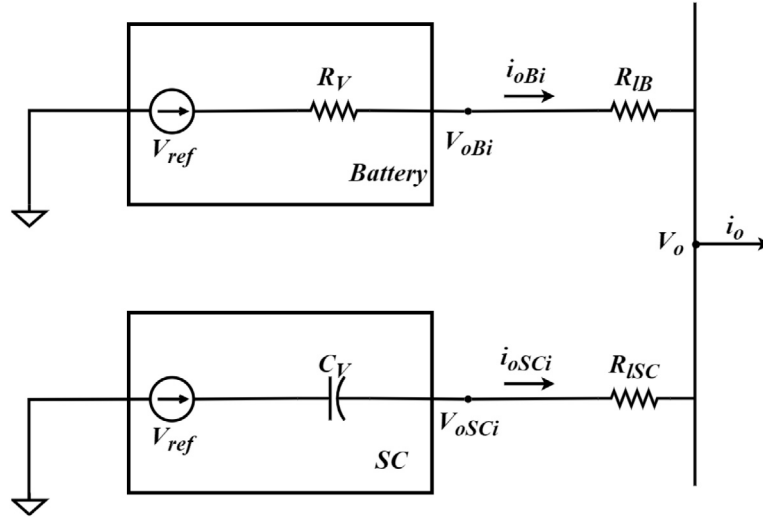 i_oBi
R_V
R_lB
V_ref
V_oBi
Battery
i_o
V_o
i_oSCi
R_lSC
C_V
V_oSCi
V_ref
SC